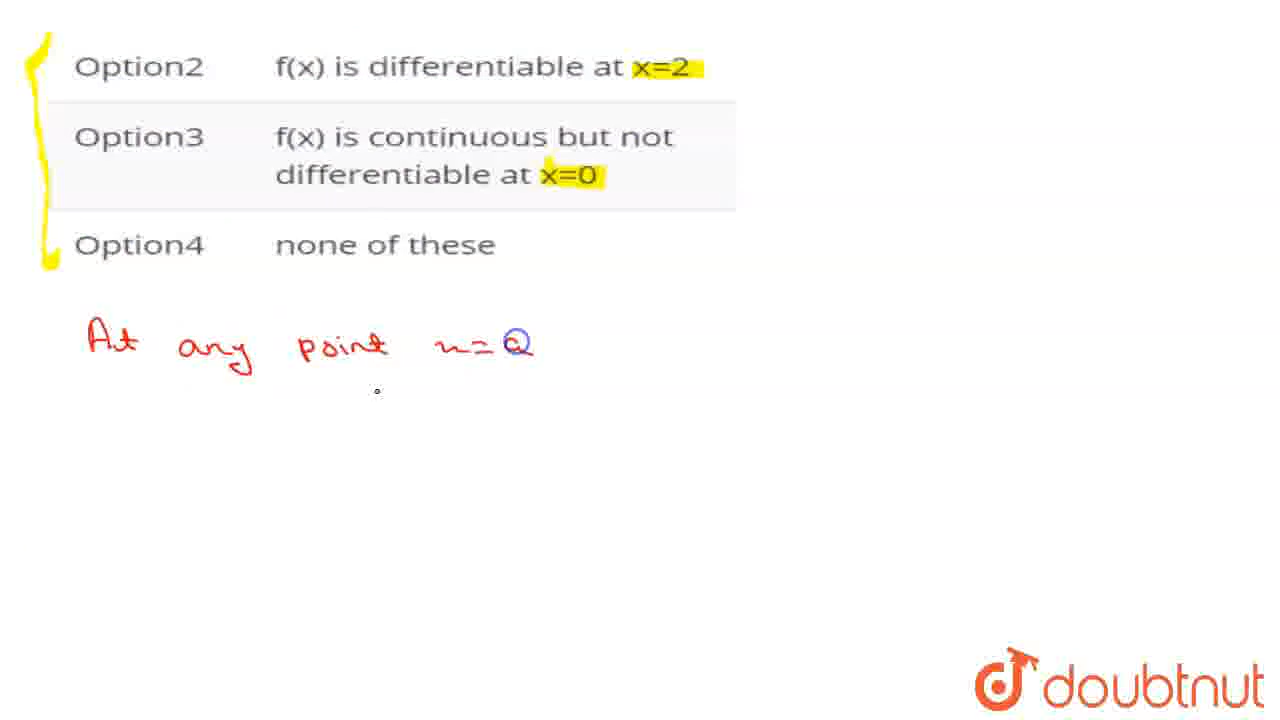 Option2 f(x) is differentiable at x=2
Option3 f(x) is continuous but not
differentiable at x=0
Option4 none of these
At any point x=a
doubtnut